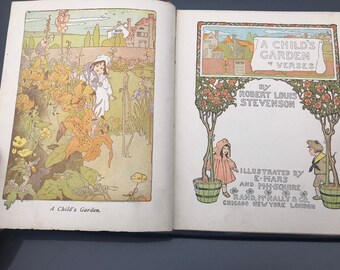 A Child's Garden.
A CHILD'S
GARDEN
of VERSES
BY
ROBERT LOUIS
STEVENSON
ILLUSTRATED BY
E·MARS
AND M·H·SQUIRE
RAND, McNALLY & CO.
CHICAGO NEW YORK LONDON